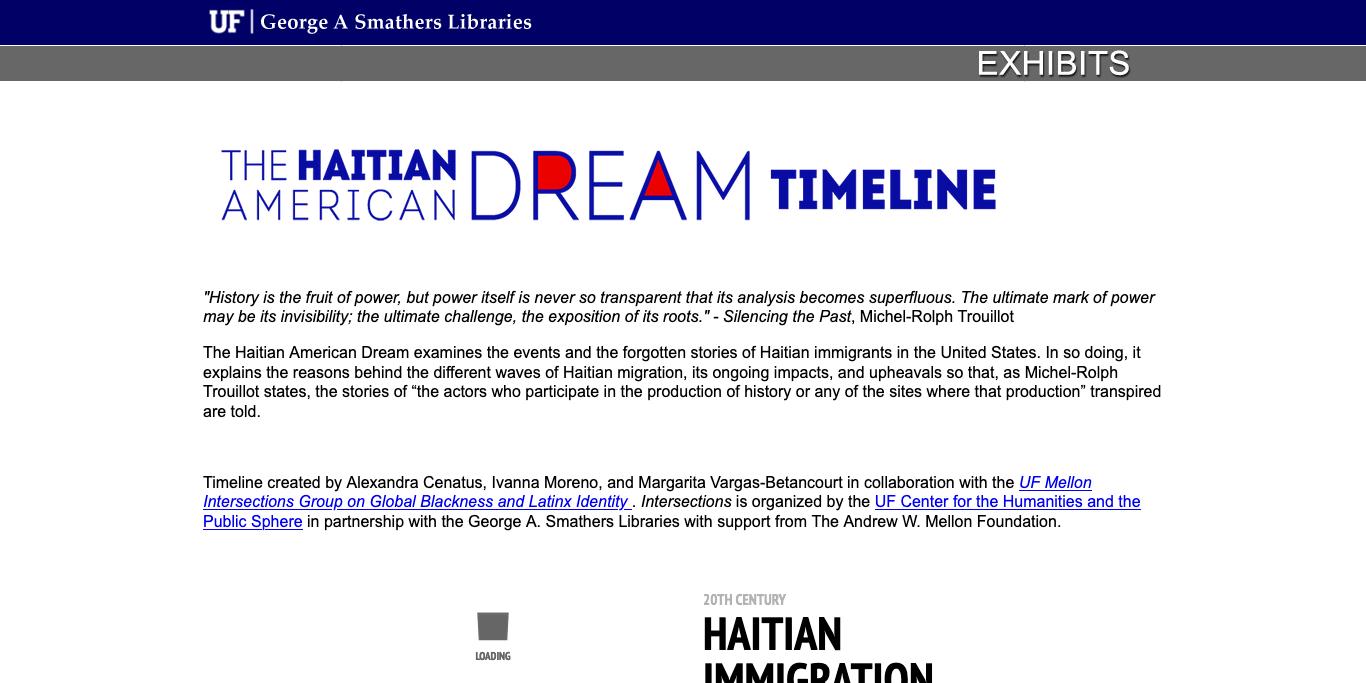 UF | George A Smathers Libraries
EXHIBITS
THE HAITIAN AMERICAN DREAM TIMELINE
"History is the fruit of power, but power itself is never so transparent that its analysis becomes superfluous. The ultimate mark of power
may be its invisibility; the ultimate challenge, the exposition of its roots." - Silencing the Past, Michel-Rolph Trouillot
The Haitian American Dream examines the events and the forgotten stories of Haitian immigrants in the United States. In so doing, it
explains the reasons behind the different waves of Haitian migration, its ongoing impacts, and upheavals so that, as Michel-Rolph
Trouillot states, the stories of “the actors who participate in the production of history or any of the sites where that production” transpired
are told.
Timeline created by Alexandra Cenatus, Ivanna Moreno, and Margarita Vargas-Betancourt in collaboration with the UF Mellon
Intersections Group on Global Blackness and Latinx Identity . Intersections is organized by the UF Center for the Humanities and the
Public Sphere in partnership with the George A. Smathers Libraries with support from The Andrew W. Mellon Foundation.
LOADING
20TH CENTURY
HAITIAN
IMMIGRATION